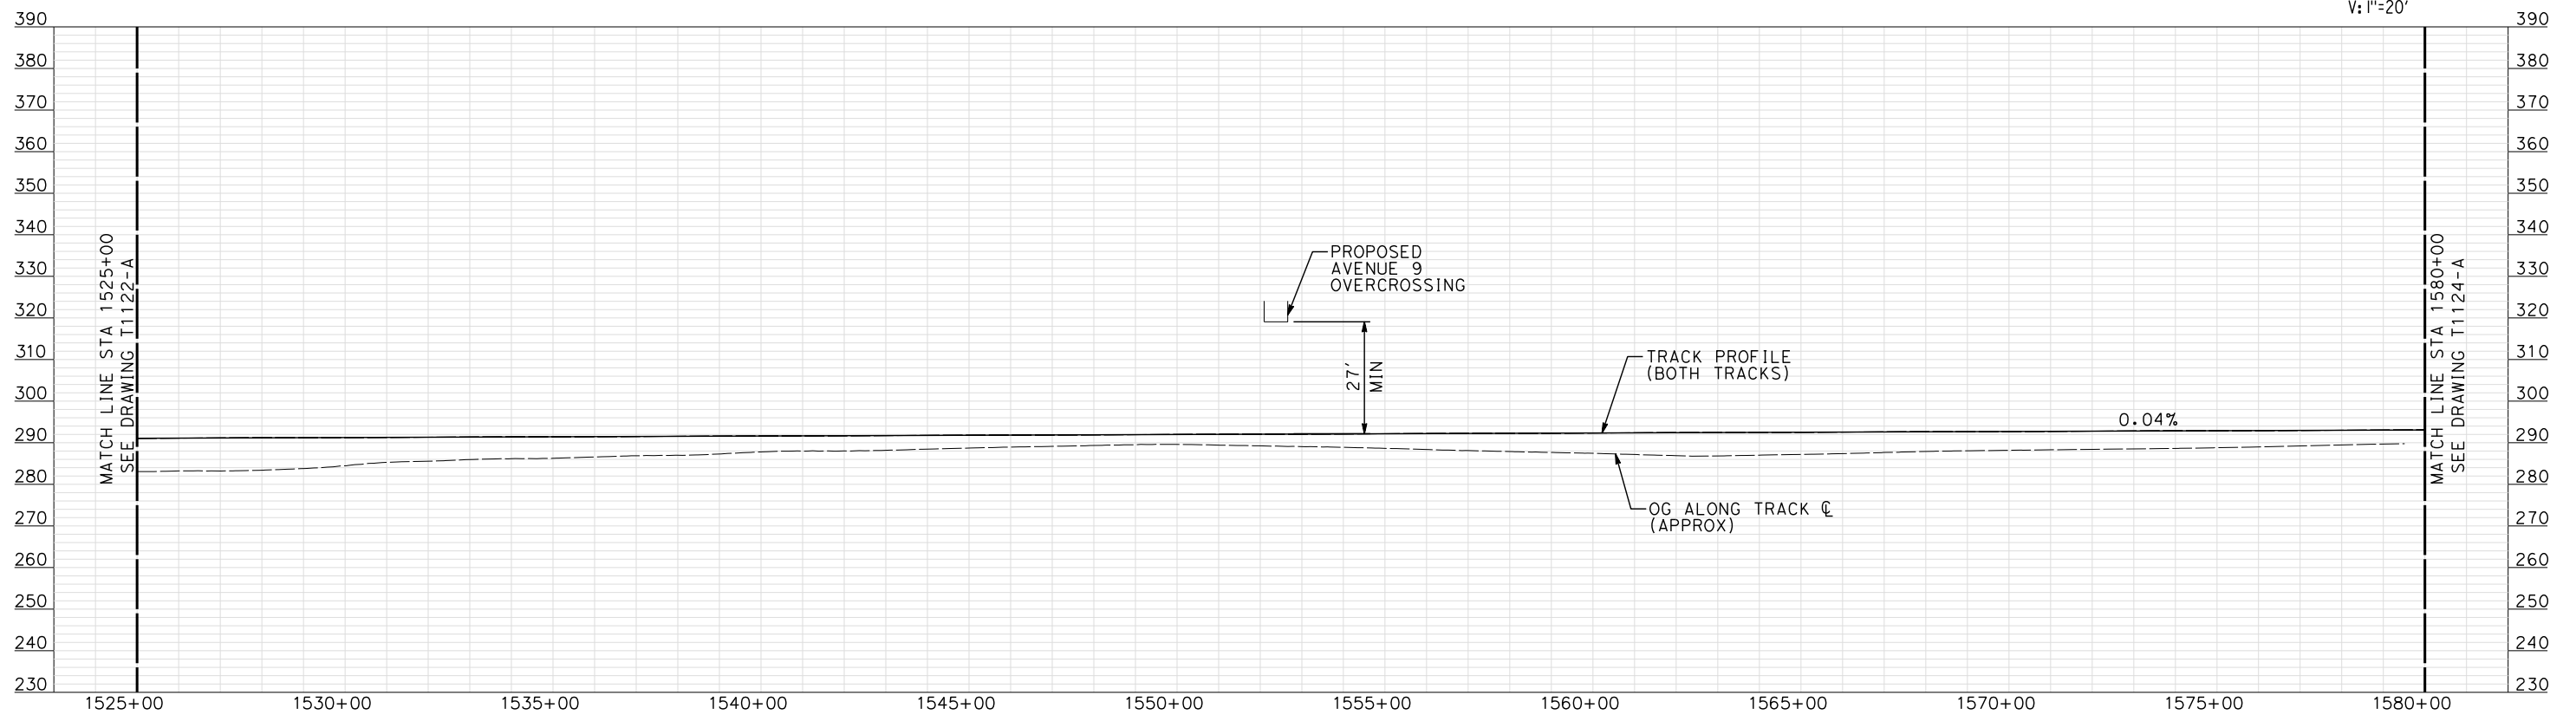 V: 1"=20'
390
380
370
360
350
340
330
320
310
300
290
280
270
260
250
240
230
MATCH LINE STA 1525+00
SEE DRAWING T1122-A
PROPOSED
AVENUE 9
OVERCROSSING
27'
MIN
TRACK PROFILE
(BOTH TRACKS)
0.04%
OG ALONG TRACK ℄
(APPROX)
MATCH LINE STA 1580+00
SEE DRAWING T1124-A
390
380
370
360
350
340
330
320
310
300
290
280
270
260
250
240
230
1525+00 1530+00 1535+00 1540+00 1545+00 1550+00 1555+00 1560+00 1565+00 1570+00 1575+00 1580+00